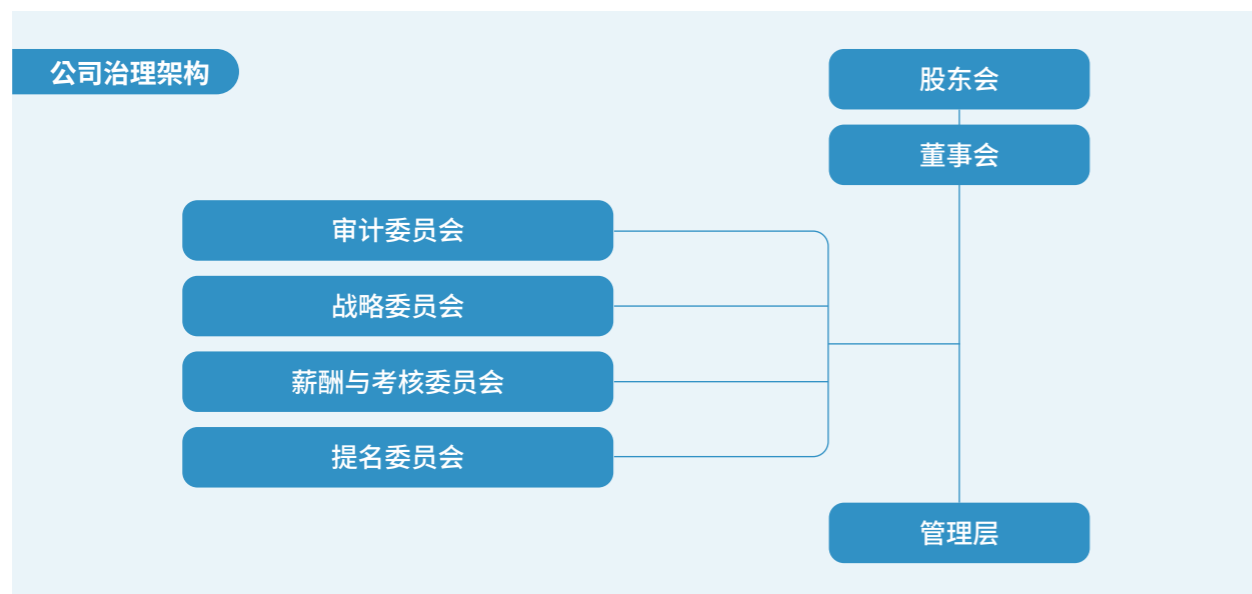 公司治理架构
股东会
董事会
审计委员会
战略委员会
薪酬与考核委员会
提名委员会
管理层